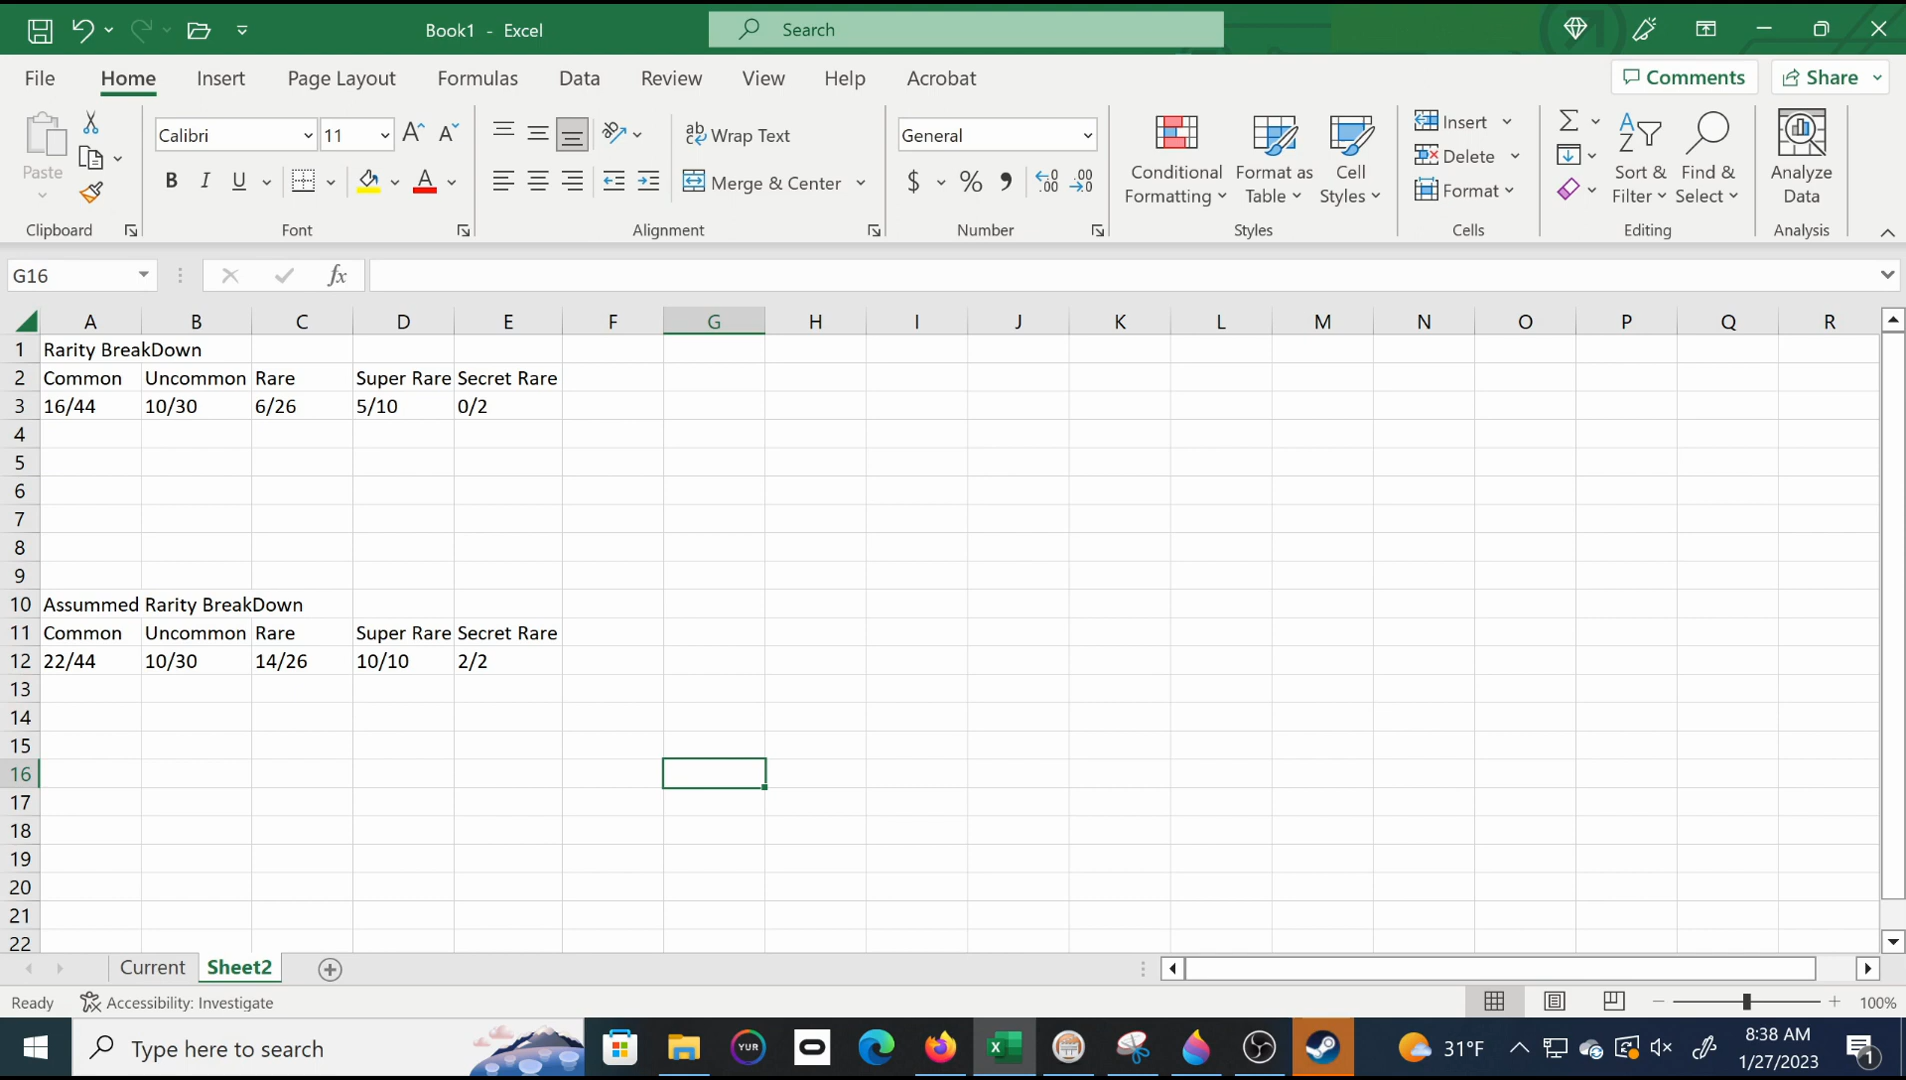 Book1 - Excel
Search
File Home Insert Page Layout Formulas Data Review View Help Acrobat
Comments Share
Paste
Calibri 11
B I U
ab Wrap Text
Merge & Center
General
$ % 9
Conditional Formatting
Format as Table
Cell Styles
Insert
Delete
Format
Sort & Filter
Find & Select
Analyze Data
Clipboard Font Alignment Number Styles Cells Editing Analysis
G16 fx
A B C D E F G H I J K L M N O P Q R
1 Rarity BreakDown
2 Common Uncommon Rare Super Rare Secret Rare
3 16/44 10/30 6/26 5/10 0/2
4
5
6
7
8
9
10 Assummed Rarity BreakDown
11 Common Uncommon Rare Super Rare Secret Rare
12 22/44 10/30 14/26 10/10 2/2
13
14
15
16
17
18
19
20
21
22
Current Sheet2
Ready Accessibility: Investigate 100%
Type here to search
YUR
31°F
8:38 AM
1/27/2023
1